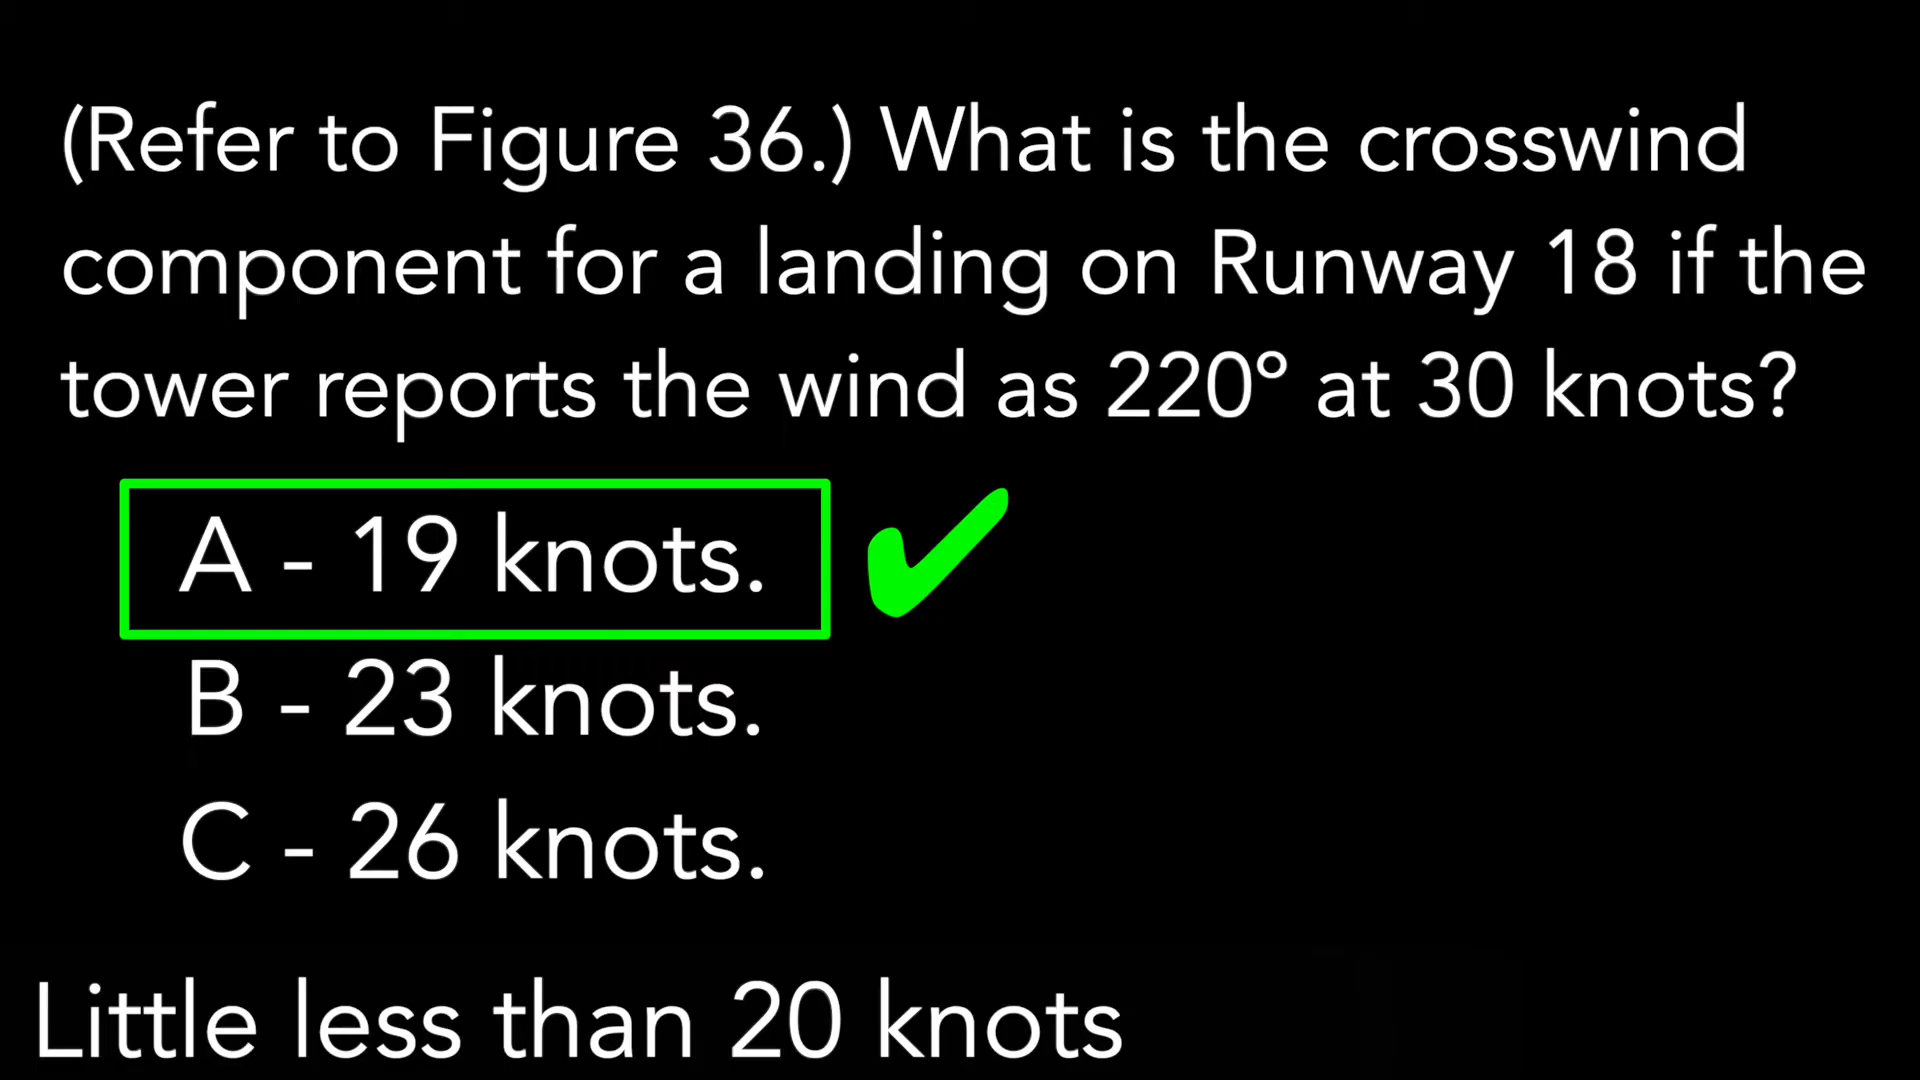 (Refer to Figure 36.) What is the crosswind
component for a landing on Runway 18 if the
tower reports the wind as 220º at 30 knots?
A - 19 knots.
B - 23 knots.
C - 26 knots.
Little less than 20 knots